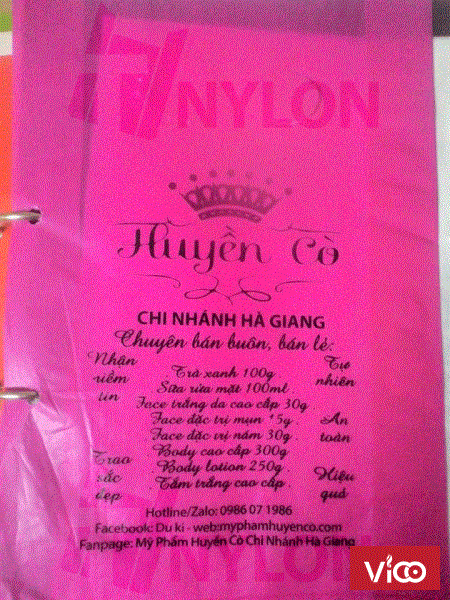 NYLON
Huyền Cò
CHI NHÁNH HÀ GIANG
Chuyên bán buôn, bán lẻ:
Nhận niềm tin
Trao sắc đẹp
Trà xanh 100g
Sữa rửa mặt 100ml
Face trắng da cao cấp 30g
Face đặc trị mụn 15g
Face đặc trị nám 30g
Body cao cấp 300g
Body lotion 250g
Tắm trắng cao cấp
Tự nhiên
An toàn
Hiệu quả
Hotline/Zalo: 0986 07 1986
Facebook: Du ki - web:myphamhuyenco.com
Fanpage: Mỹ Phẩm Huyền Cò Chi Nhánh Hà Giang
NYLON
ViCO